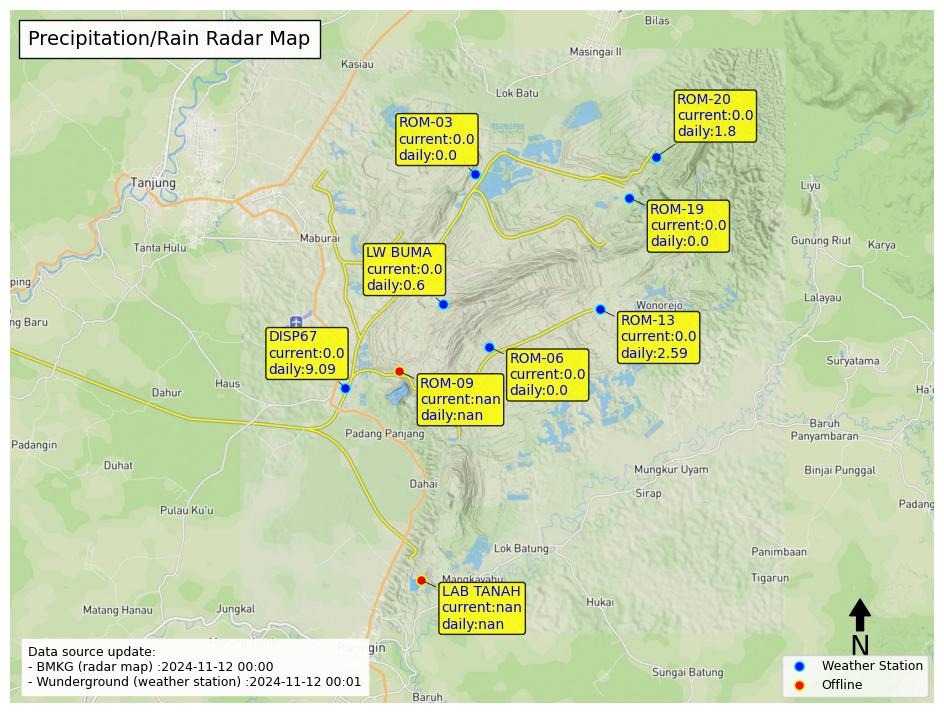 Precipitation/Rain Radar Map
Bilas
Masingai II
Kasiau
Lok Batu
ROM-20
current:0.0
daily:1.8
ROM-03
current:0.0
daily:0.0
Tanjung
Liyu
ROM-19
current:0.0
daily:0.0
Maburai
Tanta Hulu
Gunung Riut
Karya
LW BUMA
current:0.0
daily:0.6
ping
Lalayau
Wonorejo
ng Baru
ROM-13
current:0.0
daily:2.59
DISP67
current:0.0
daily:9.09
ROM-06
current:0.0
daily:0.0
Suryatama
Haus
Dahur
ROM-09
current:nan
daily:nan
Ha
Baruh
Panyambaran
Padang Panjang
Padangin
Duhat
Mungkur Uyam
Binjai Punggal
Dahai
Sirap
Padang
Pulau Ku'u
Lok Batung
Panimbaan
Mangkayahu
Tigarun
LAB TANAH
current:nan
daily:nan
Hukai
Matang Hanau
Jungkal
N
Data source update:
- BMKG (radar map) :2024-11-12 00:00
- Wunderground (weather station) :2024-11-12 00:01
Sungai Batung
Weather Station
Offline
Baruh